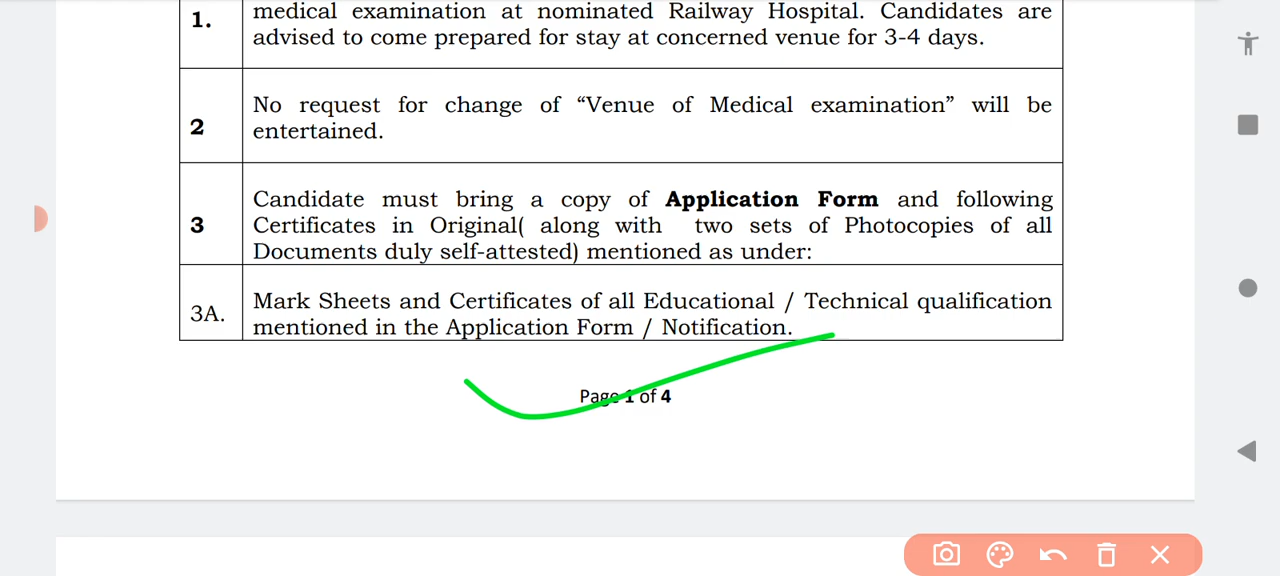 1.
medical examination at nominated Railway Hospital. Candidates are
advised to come prepared for stay at concerned venue for 3-4 days.
2
No request for change of “Venue of Medical examination” will be
entertained.
3
Candidate must bring a copy of Application Form and following
Certificates in Original( along with two sets of Photocopies of all
Documents duly self-attested) mentioned as under:
3A.
Mark Sheets and Certificates of all Educational / Technical qualification
mentioned in the Application Form / Notification.
Page 1 of 4